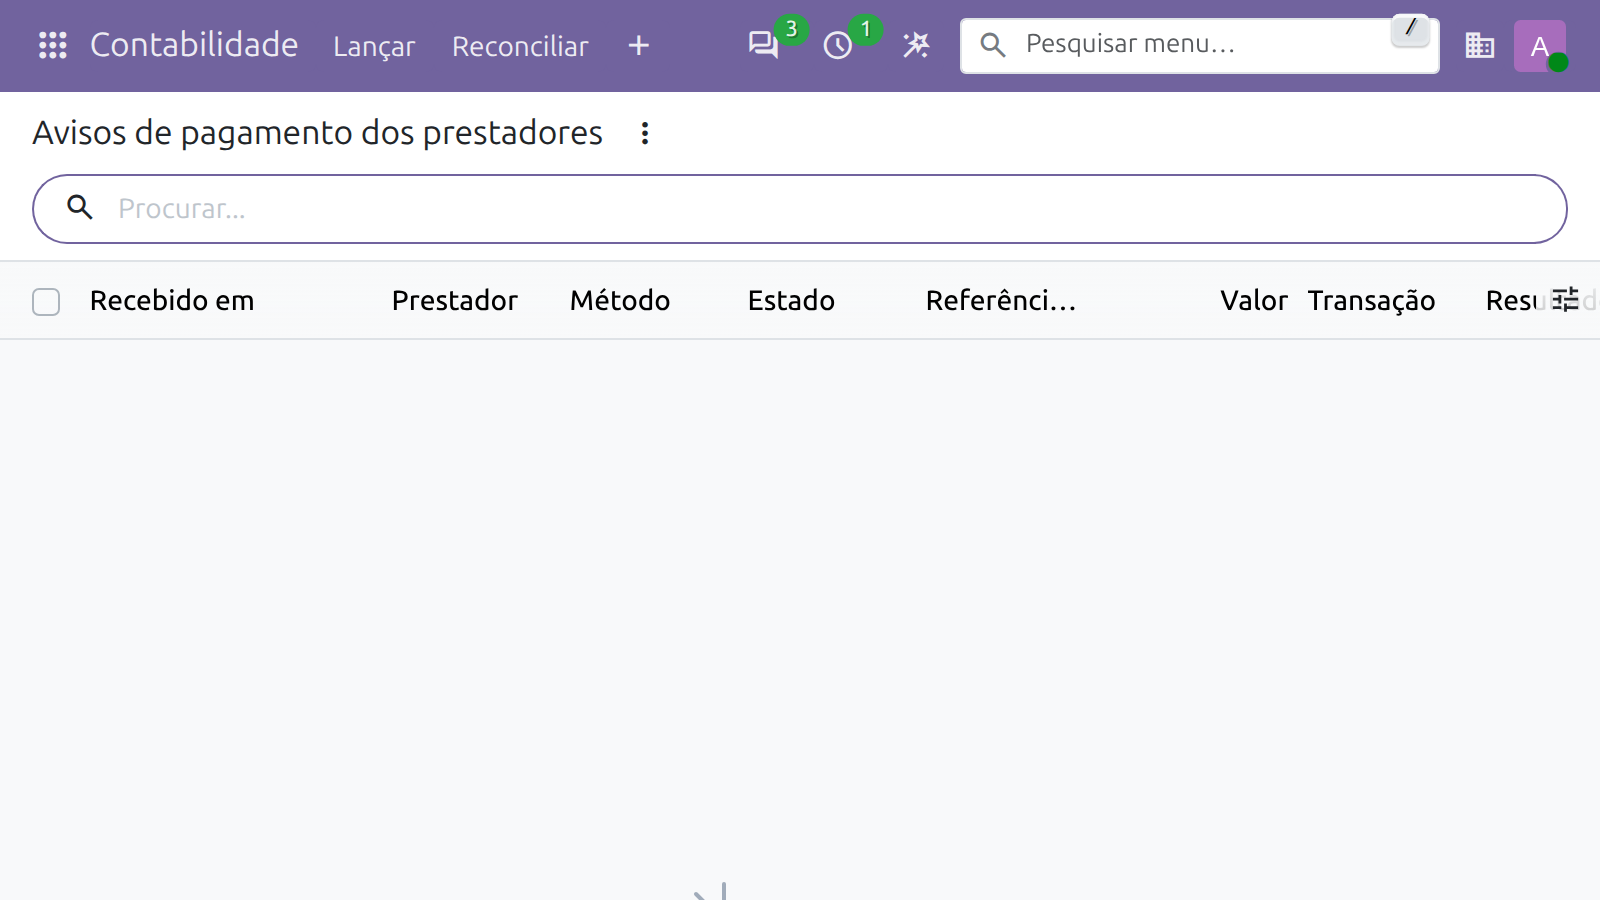 Contabilidade Lançar Reconciliar + 3 1 Pesquisar menu... / A
Avisos de pagamento dos prestadores
Procurar...
Recebido em Prestador Método Estado Referênci... Valor Transação Resultado